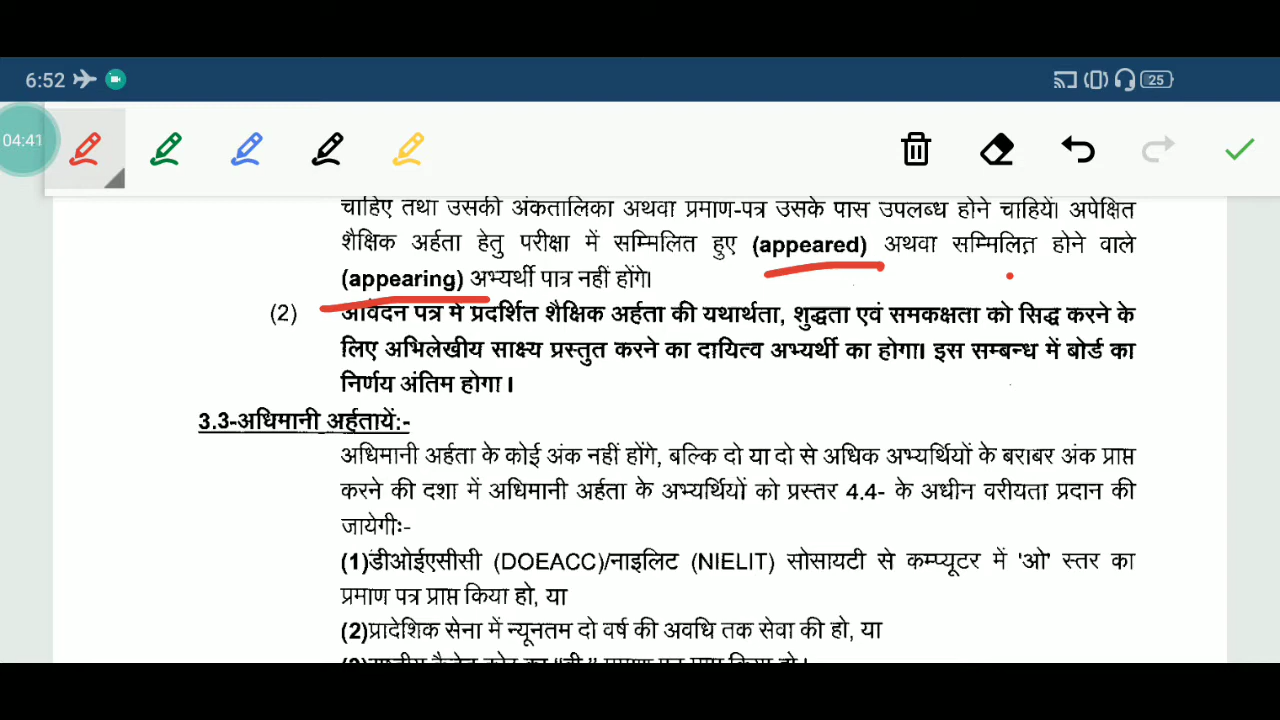 6:52
25
04:41
चाहिए तथा उसकी अंकतालिका अथवा प्रमाण-पत्र उसके पास उपलब्ध होने चाहियें। अपेक्षित
शैक्षिक अर्हता हेतु परीक्षा में सम्मिलित हुए (appeared) अथवा सम्मिलित होने वाले
(appearing) अभ्यर्थी पात्र नहीं होंगे।
(2) आवेदन पत्र में प्रदर्शित शैक्षिक अर्हता की यथार्थता, शुद्धता एवं समकक्षता को सिद्ध करने के
लिए अभिलेखीय साक्ष्य प्रस्तुत करने का दायित्व अभ्यर्थी का होगा। इस सम्बन्ध में बोर्ड का
निर्णय अंतिम होगा ।
3.3-अधिमानी अर्हतायें:-
अधिमानी अर्हता के कोई अंक नहीं होंगे, बल्कि दो या दो से अधिक अभ्यर्थियों के बराबर अंक प्राप्त
करने की दशा में अधिमानी अर्हता के अभ्यर्थियों को प्रस्तर 4.4- के अधीन वरीयता प्रदान की
जायेगीः-
(1)डीओईएसीसी (DOEACC)/नाइलिट (NIELIT) सोसायटी से कम्प्यूटर में 'ओ' स्तर का
प्रमाण पत्र प्राप्त किया हो, या
(2)प्रादेशिक सेना में न्यूनतम दो वर्ष की अवधि तक सेवा की हो, या